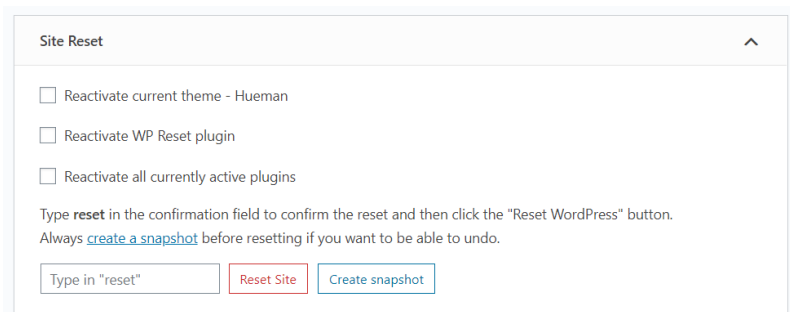 Site Reset
Reactivate current theme - Hueman
Reactivate WP Reset plugin
Reactivate all currently active plugins
Type reset in the confirmation field to confirm the reset and then click the "Reset WordPress" button.
Always create a snapshot before resetting if you want to be able to undo.
Type in "reset" Reset Site Create snapshot